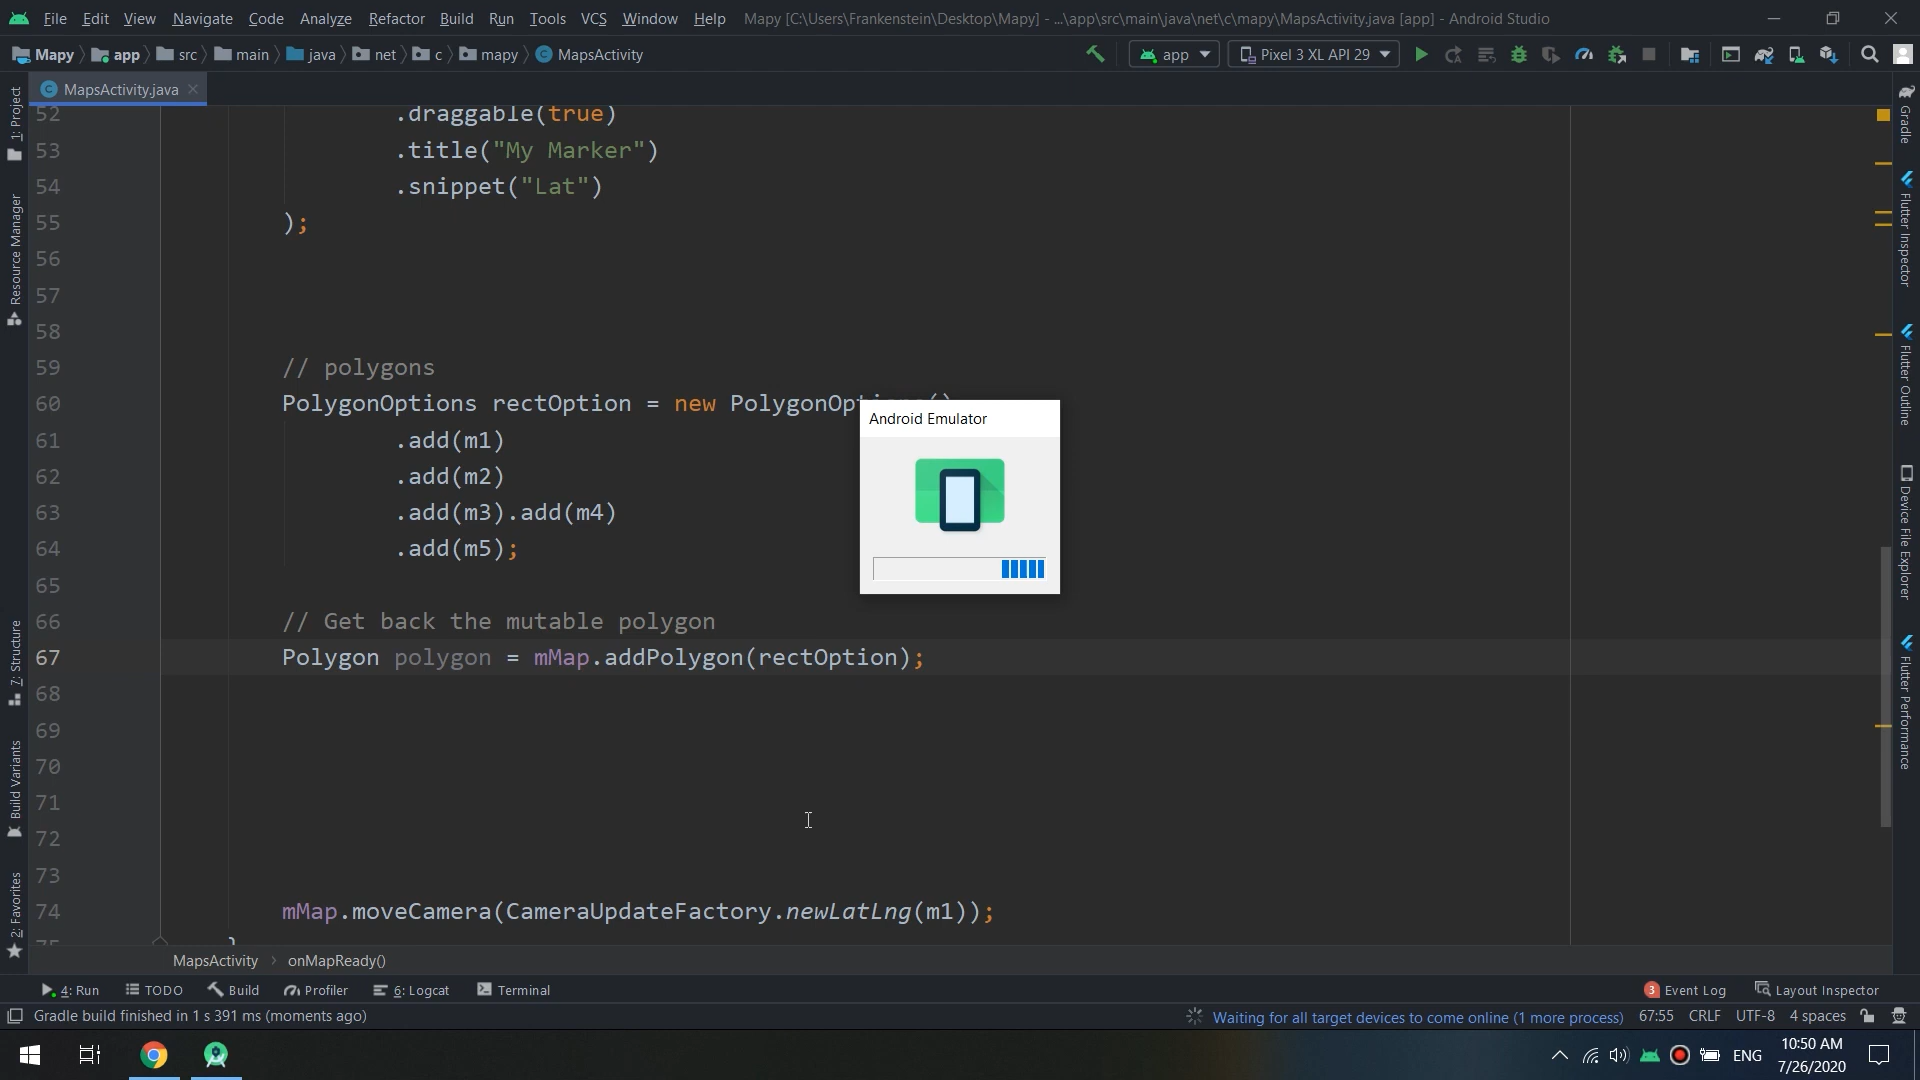 File Edit View Navigate Code Analyze Refactor Build Run Tools VCS Window Help Mapy [C:\Users\Frankenstein\Desktop\Mapy] - ...\app\src\main\java\net\c\mapy\MapsActivity.java [app] - Android Studio
Mapy app src main java net c mapy MapsActivity app Pixel 3 XL API 29
MapsActivity.java
1: Project
Resource Manager
7: Structure
Build Variants
2: Favorites
52 .draggable(true)
53 .title("My Marker")
54 .snippet("Lat")
55 );
56
57
58
59 // polygons
60 PolygonOptions rectOption = new
61 .add(m1)
62 .add(m2)
63 .add(m3).add(m4)
64 .add(m5);
65
66 // Get back the mutable polygon
67 Polygon polygon = mMap.addPolygon(rectOption);
68
69
70
71
72
73
74 mMap.moveCamera(CameraUpdateFactory.newLatLng(m1));
75 }
Android Emulator
Gradle
Flutter Inspector
Flutter Outline
Device File Explorer
Flutter Performance
MapsActivity onMapReady()
4: Run TODO Build Profiler 6: Logcat Terminal 3 Event Log Layout Inspector
Gradle build finished in 1 s 391 ms (moments ago) Waiting for all target devices to come online (1 more process) 67:55 CRLF UTF-8 4 spaces
ENG 10:50 AM
7/26/2020